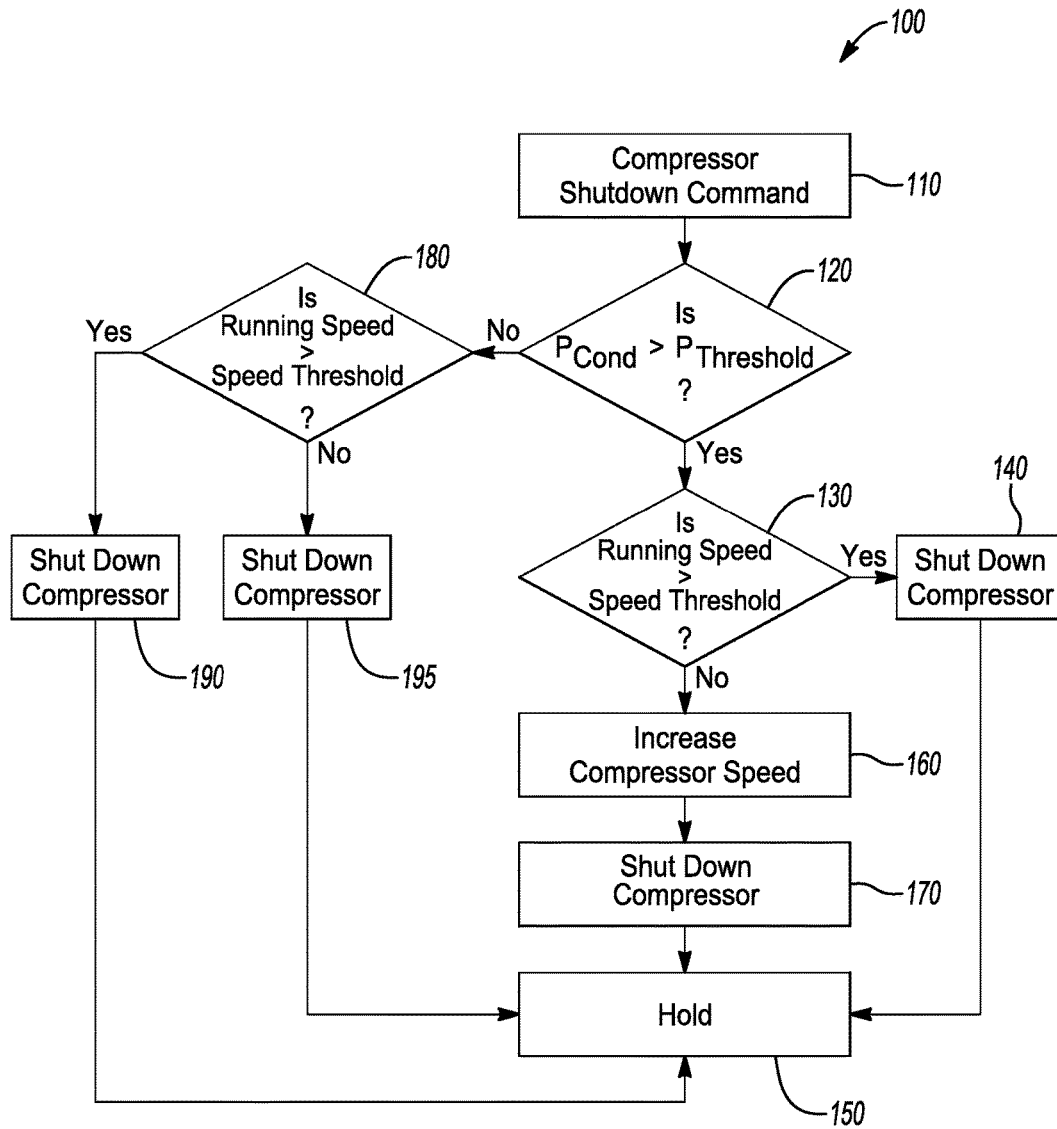 100
Compressor
Shutdown Command
110
180
120
Is
Running Speed
>
Speed Threshold
?
Yes
No
Is
PCond > PThreshold
?
No
Yes
130
140
Is
Running Speed
>
Speed Threshold
?
Yes
Shut Down
Compressor
Shut Down
Compressor
Shut Down
Compressor
190
195
No
Increase
Compressor Speed
160
Shut Down
Compressor
170
Hold
150